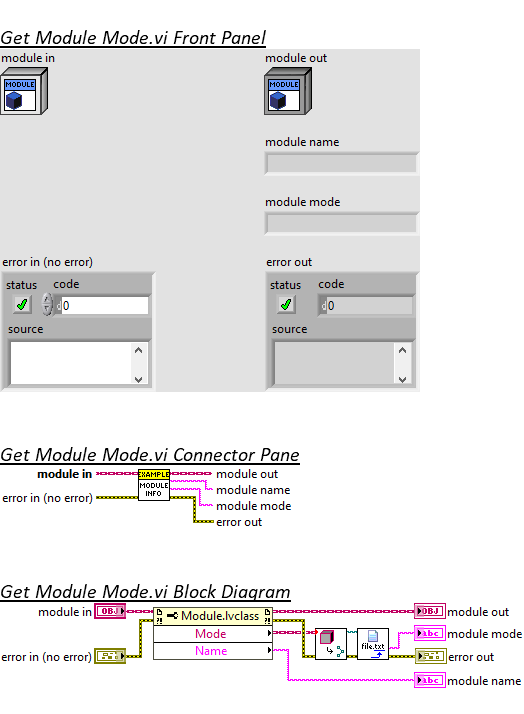 Get Module Mode.vi Front Panel
module in module out
MODULE MODULE
module name
module mode
error in (no error) error out
status code status code
0 0
source source
Get Module Mode.vi Connector Pane
module in EXAMPLE module out
MODULE module name
error in (no error) INFO module mode
error out
Get Module Mode.vi Block Diagram
module in OBJ Module.lvclass OBJ module out
Mode abc module mode
error in (no error) Name file.txt error out
abc module name